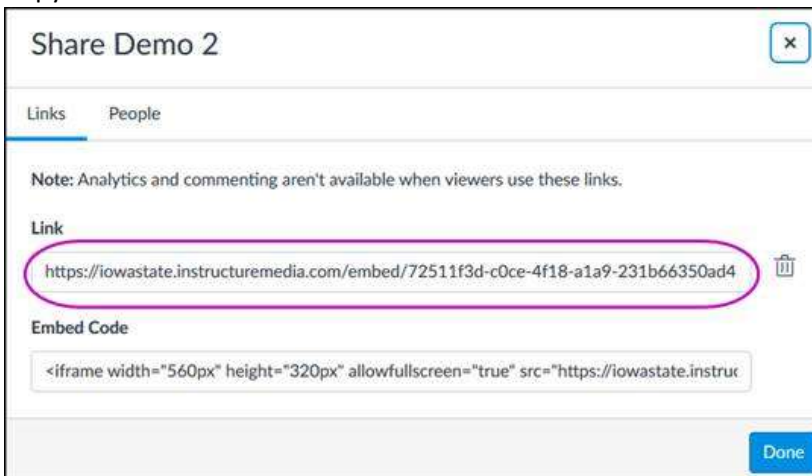 Share Demo 2
×
Links People
Note: Analytics and commenting aren't available when viewers use these links.
Link
https://iowastate.instructuremedia.com/embed/72511f3d-c0ce-4f18-a1a9-231b66350ad4
Embed Code
<iframe width="560px" height="320px" allowfullscreen="true" src="https://iowastate.instruc
Done